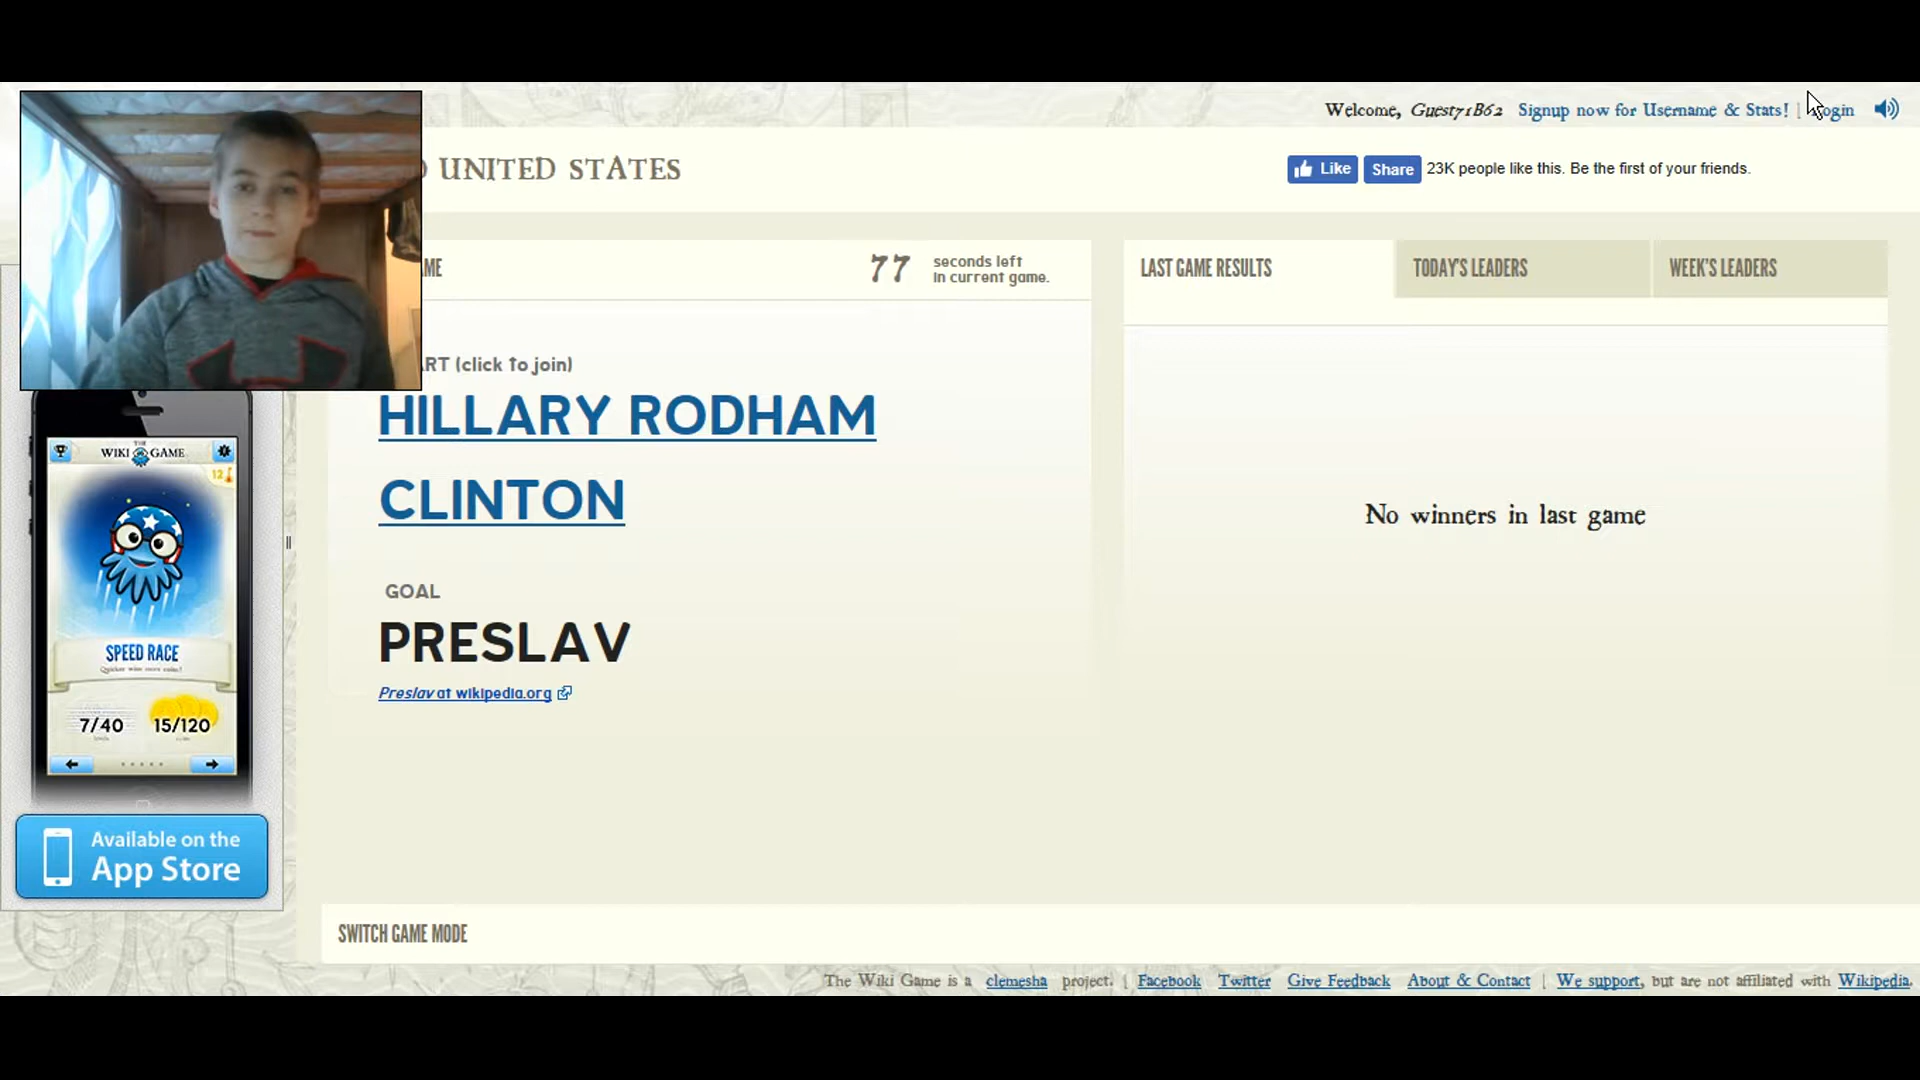 Welcome, Guest71B62 Signup now for Username & Stats! | Login
UNITED STATES
Like Share 23K people like this. Be the first of your friends.
77 seconds left
in current game.
LAST GAME RESULTS
TODAY'S LEADERS
WEEK'S LEADERS
(click to join)
HILLARY RODHAM
CLINTON
GOAL
PRESLAV
Preslav at wikipedia.org
No winners in last game
THE
WIKI GAME
12
SPEED RACE
7/40
15/120
Available on the
App Store
SWITCH GAME MODE
The Wiki Game is a clemesha project. | Facebook Twitter Give Feedback About & Contact | We support, but are not affiliated with Wikipedia.